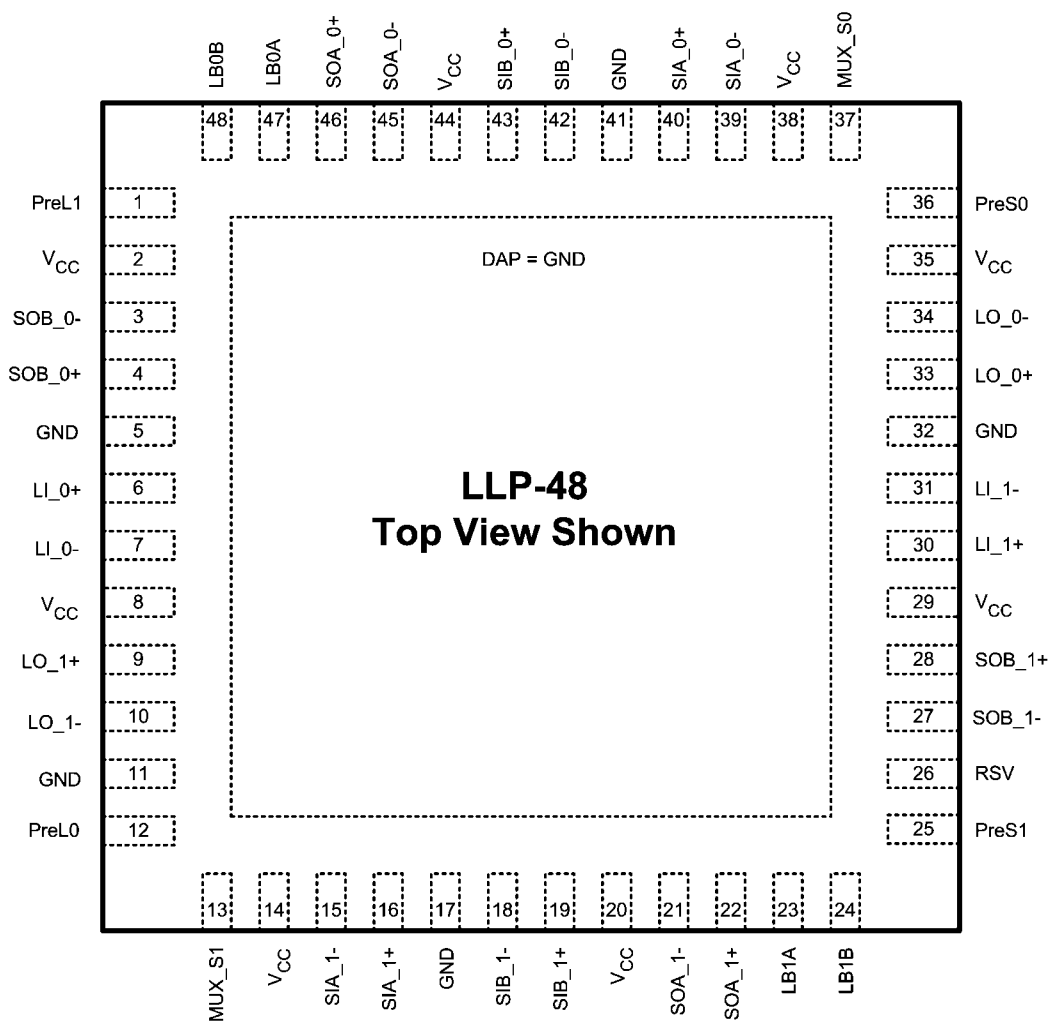 LB0B
LB0A
SOA_0+
SOA_0-
VCC
SIB_0+
SIB_0-
GND
SIA_0+
SIA_0-
VCC
MUX_S0
48 47 46 45 44 43 42 41 40 39 38 37
PreL1 1 36 PreS0
VCC 2 DAP = GND 35 VCC
SOB_0- 3 34 LO_0-
SOB_0+ 4 33 LO_0+
GND 5 32 GND
LI_0+ 6 LLP-48 31 LI_1-
LI_0- 7 Top View Shown 30 LI_1+
VCC 8 29 VCC
LO_1+ 9 28 SOB_1+
LO_1- 10 27 SOB_1-
GND 11 26 RSV
PreL0 12 25 PreS1
13 14 15 16 17 18 19 20 21 22 23 24
MUX_S1
VCC
SIA_1-
SIA_1+
GND
SIB_1-
SIB_1+
VCC
SOA_1-
SOA_1+
LB1A
LB1B